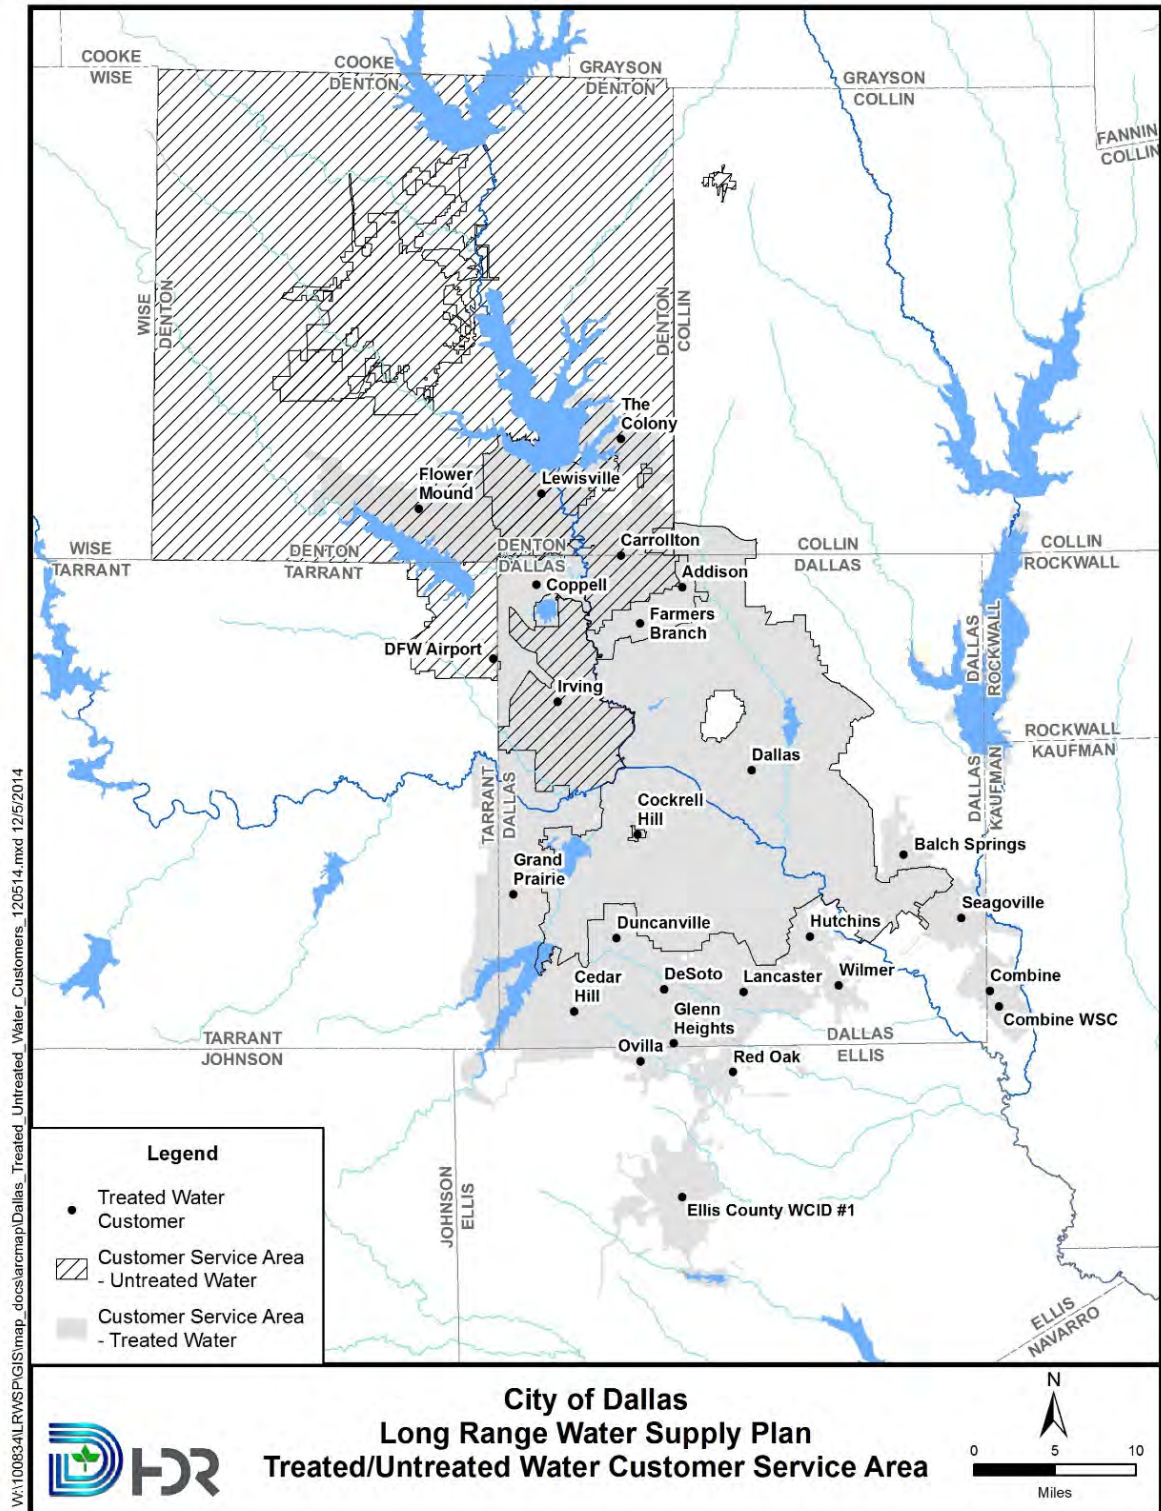 COOKE
WISE
COOKE
DENTON
GRAYSON
DENTON
GRAYSON
COLLIN
FANNIN
COLLIN
WISE
DENTON
DENTON
COLLIN
The
Colony
Flower
Mound
Lewisville
WISE
TARRANT
DENTON
TARRANT
DENTON
DALLAS
Carrollton
COLLIN
DALLAS
COLLIN
ROCKWALL
Coppell
Addison
Farmers
Branch
DALLAS
ROCKWALL
DFW Airport
Irving
ROCKWALL
KAUFMAN
Dallas
TARRANT
DALLAS
DALLAS
KAUFMAN
Cockrell
Hill
Balch Springs
Grand
Prairie
Seagoville
Duncanville
Hutchins
Cedar
Hill
DeSoto
Lancaster
Wilmer
Combine
Combine WSC
Glenn
Heights
TARRANT
JOHNSON
DALLAS
ELLIS
Ovilla
Red Oak
JOHNSON
ELLIS
Ellis County WCID #1
ELLIS
NAVARRO
Legend
Treated Water
Customer
Customer Service Area
- Untreated Water
Customer Service Area
- Treated Water
W:\100834\LRWSP\GIS\map_docs\arcmap\Dallas_Treated_Untreated_Water_Customers_120514.mxd 12/5/2014
HDR
City of Dallas
Long Range Water Supply Plan
Treated/Untreated Water Customer Service Area
N
0 5 10
Miles